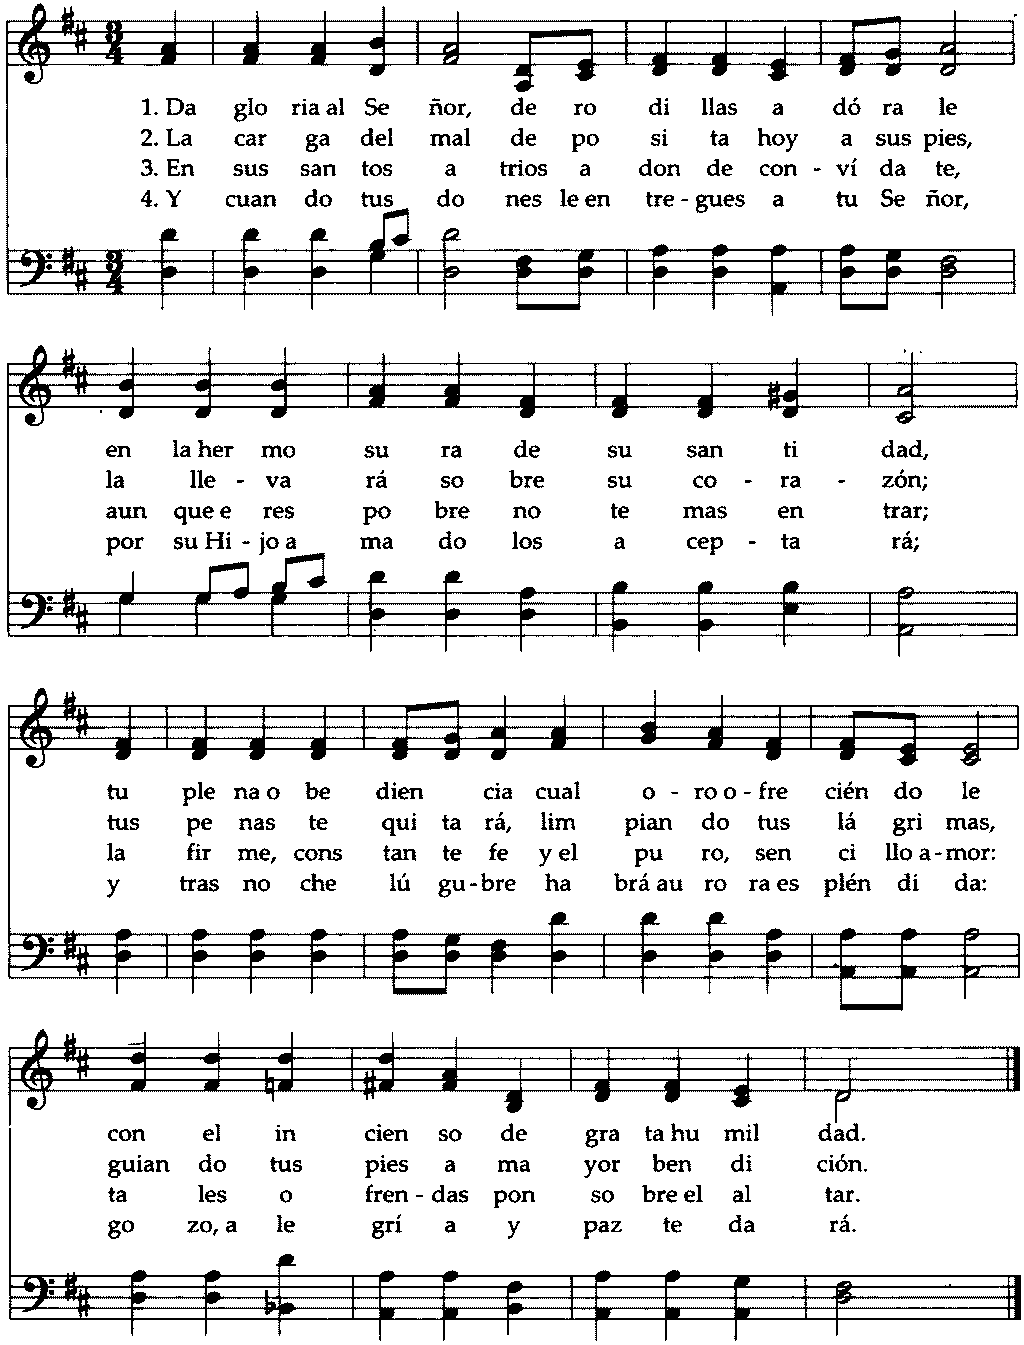 1. Da glo ria al Se ñor, de ro di llas a dó ra le
2. La car ga del mal de po si ta hoy a sus pies,
3. En sus san tos a trios a don de con - ví da te,
4. Y cuan do tus do nes le en tre - gues a tu Se ñor,
en la her mo su ra de su san ti dad,
la lle - va rá so bre su co - ra - zón;
aun que e res po bre no te mas en trar;
por su Hi - jo a ma do los a cep - ta rá;
tu ple na o be dien cia cual o - ro o - fre cién do le
tus pe nas te qui ta rá, lim pian do tus lá gri mas,
la fir me, cons tan te fe y el pu ro, sen ci llo a - mor:
y tras no che lú gu - bre ha brá au ro ra es plén di da:
con el in cien so de gra ta hu mil dad.
guian do tus pies a ma yor ben di ción.
ta les o fren - das pon so bre el al tar.
go zo, a le grí a y paz te da rá.